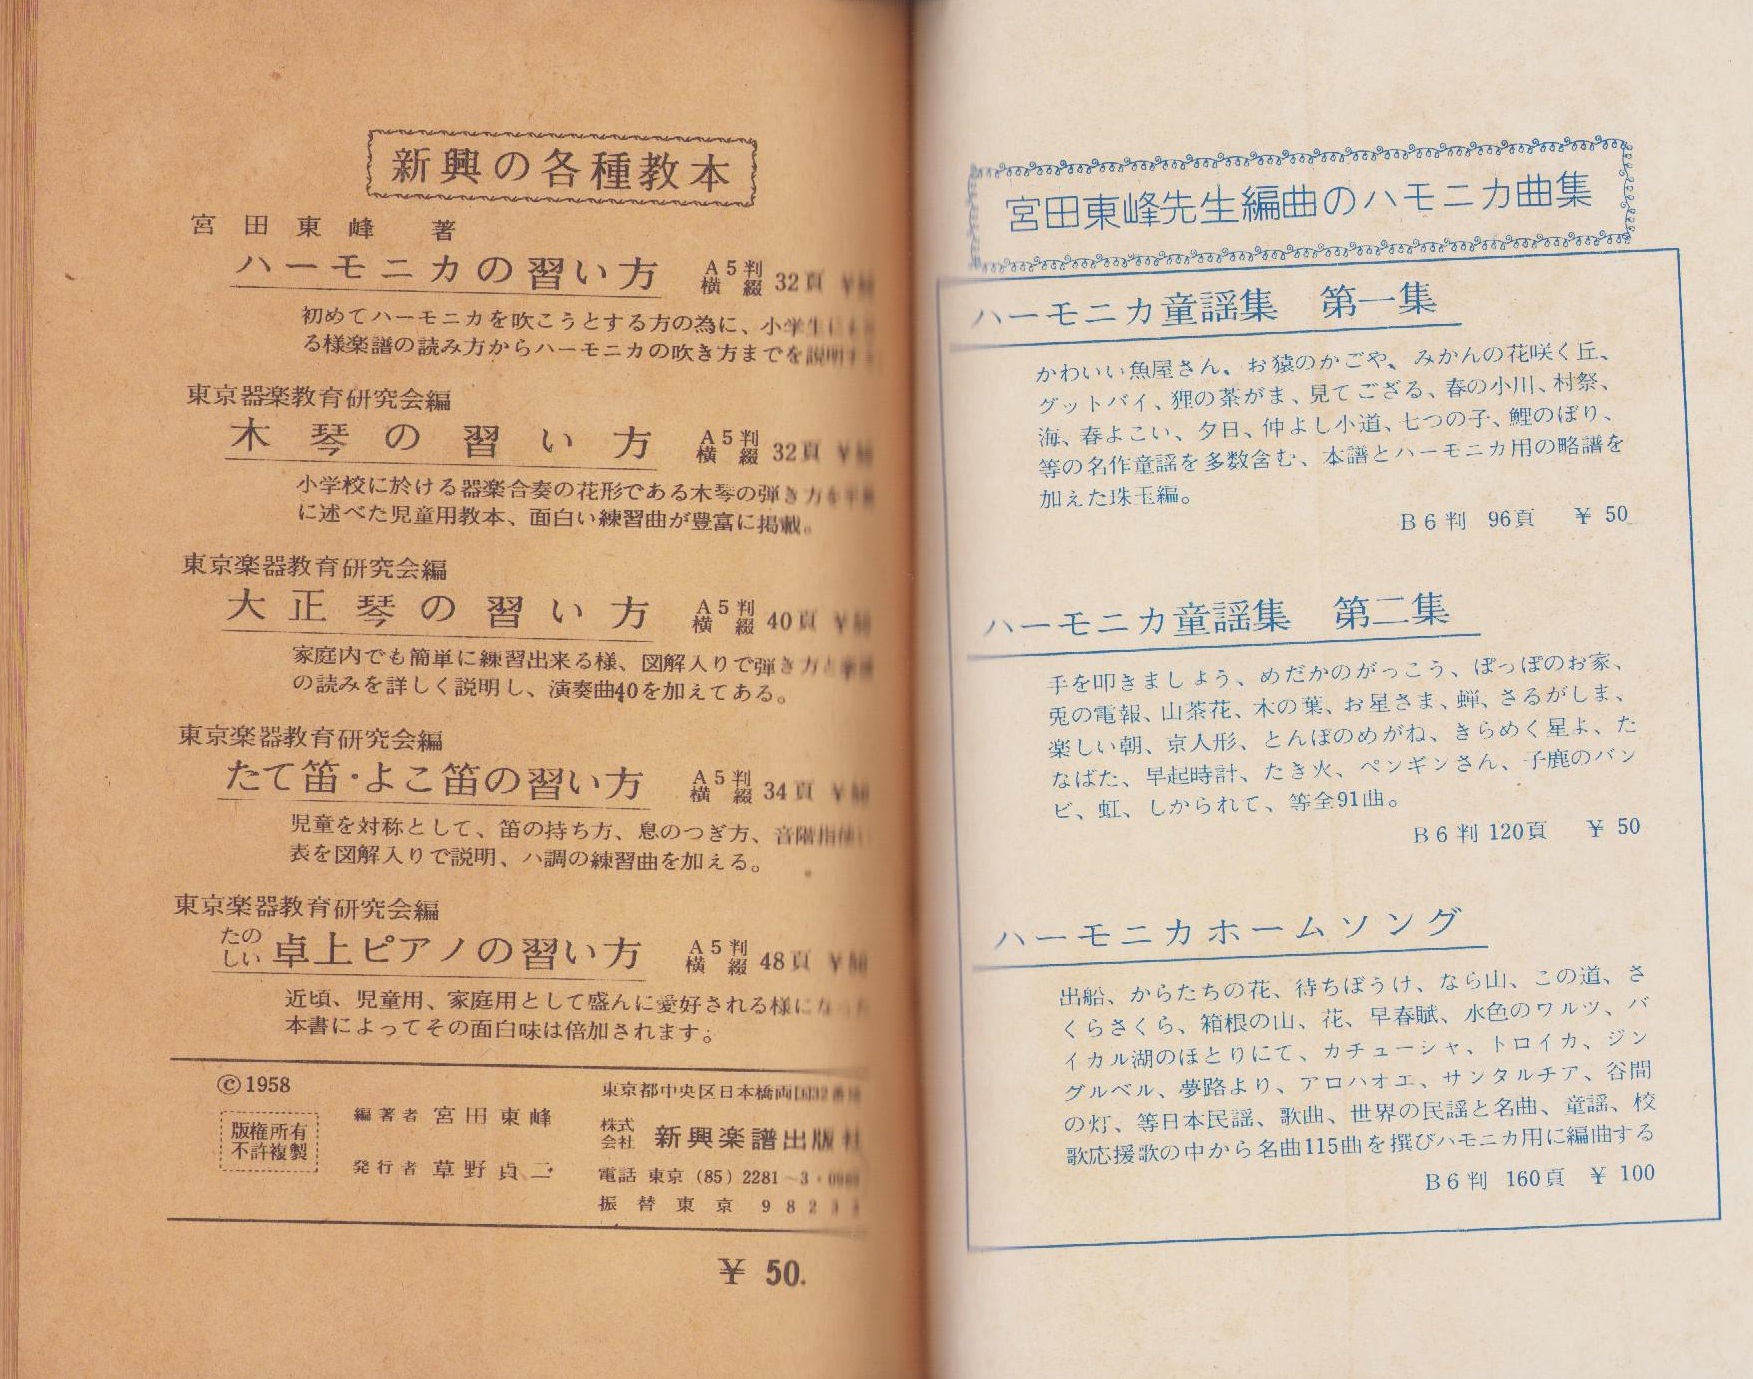 新興の各種教本
宮田東峰 著
ハーモニカの習い方 A5判横綴 32頁 ¥
初めてハーモニカを吹こうとする方の為に、小学生に
る様楽譜の読み方からハーモニカの吹き方までを説明す
東京器楽教育研究会編
木琴の習い方 A5判横綴 32頁 ¥
小学校に於ける器楽合奏の花形である木琴の弾き方を
に述べた児童用教本、面白い練習曲が豊富に掲載。
東京楽器教育研究会編
大正琴の習い方 A5判横綴 40頁 ¥
家庭内でも簡単に練習出来る様、図解入りで弾き方と
の読みを詳しく説明し、演奏曲40を加えてある。
東京楽器教育研究会編
たて笛・よこ笛の習い方 A5判横綴 34頁 ¥
児童を対称として、笛の持ち方、息のつぎ方、音階指使い
表を図解入りで説明、ハ調の練習曲を加える。
東京楽器教育研究会編
たのしい 卓上ピアノの習い方 A5判横綴 48頁 ¥
近頃、児童用、家庭用として盛んに愛好される様になった
本書によってその面白味は倍加されます。
©1958
版権所有
不許複製
編著者 宮田東峰
発行者 草野貞二
東京都中央区日本橋両国32番地
株式会社 新興楽譜出版社
電話 東京 (85) 2281~3・
振替東京 982
¥ 50.
宮田東峰先生編曲のハモニカ曲集
ハーモニカ童謡集 第一集
かわいい魚屋さん、お猿のかごや、みかんの花咲く丘、
グットバイ、狸の茶がま、見てござる、春の小川、村祭、
海、春よこい、夕日、仲よし小道、七つの子、鯉のぼり、
等の名作童謡を多数含む、本譜とハーモニカ用の略譜を
加えた珠玉編。
B6判 96頁 ¥ 50
ハーモニカ童謡集 第二集
手を叩きましょう、めだかのがっこう、ぽっぽのお家、
兎の電報、山茶花、木の葉、お星さま、蝉、さるがしま、
楽しい朝、京人形、とんぼのめがね、きらめく星よ、た
なばた、早起時計、たき火、ペンギンさん、子鹿のバン
ビ、虹、しかられて、等全91曲。
B6判 120頁 ¥ 50
ハーモニカホームソング
出船、からたちの花、待ちぼうけ、なら山、この道、さ
くらさくら、箱根の山、花、早春賦、水色のワルツ、バ
イカル湖のほとりにて、カチューシャ、トロイカ、ジン
グルベル、夢路より、アロハオエ、サンタルチア、谷間
の灯、等日本民謡、歌曲、世界の民謡と名曲、童謡、校
歌応援歌の中から名曲115曲を撰びハモニカ用に編曲する
B6判 160頁 ¥ 100